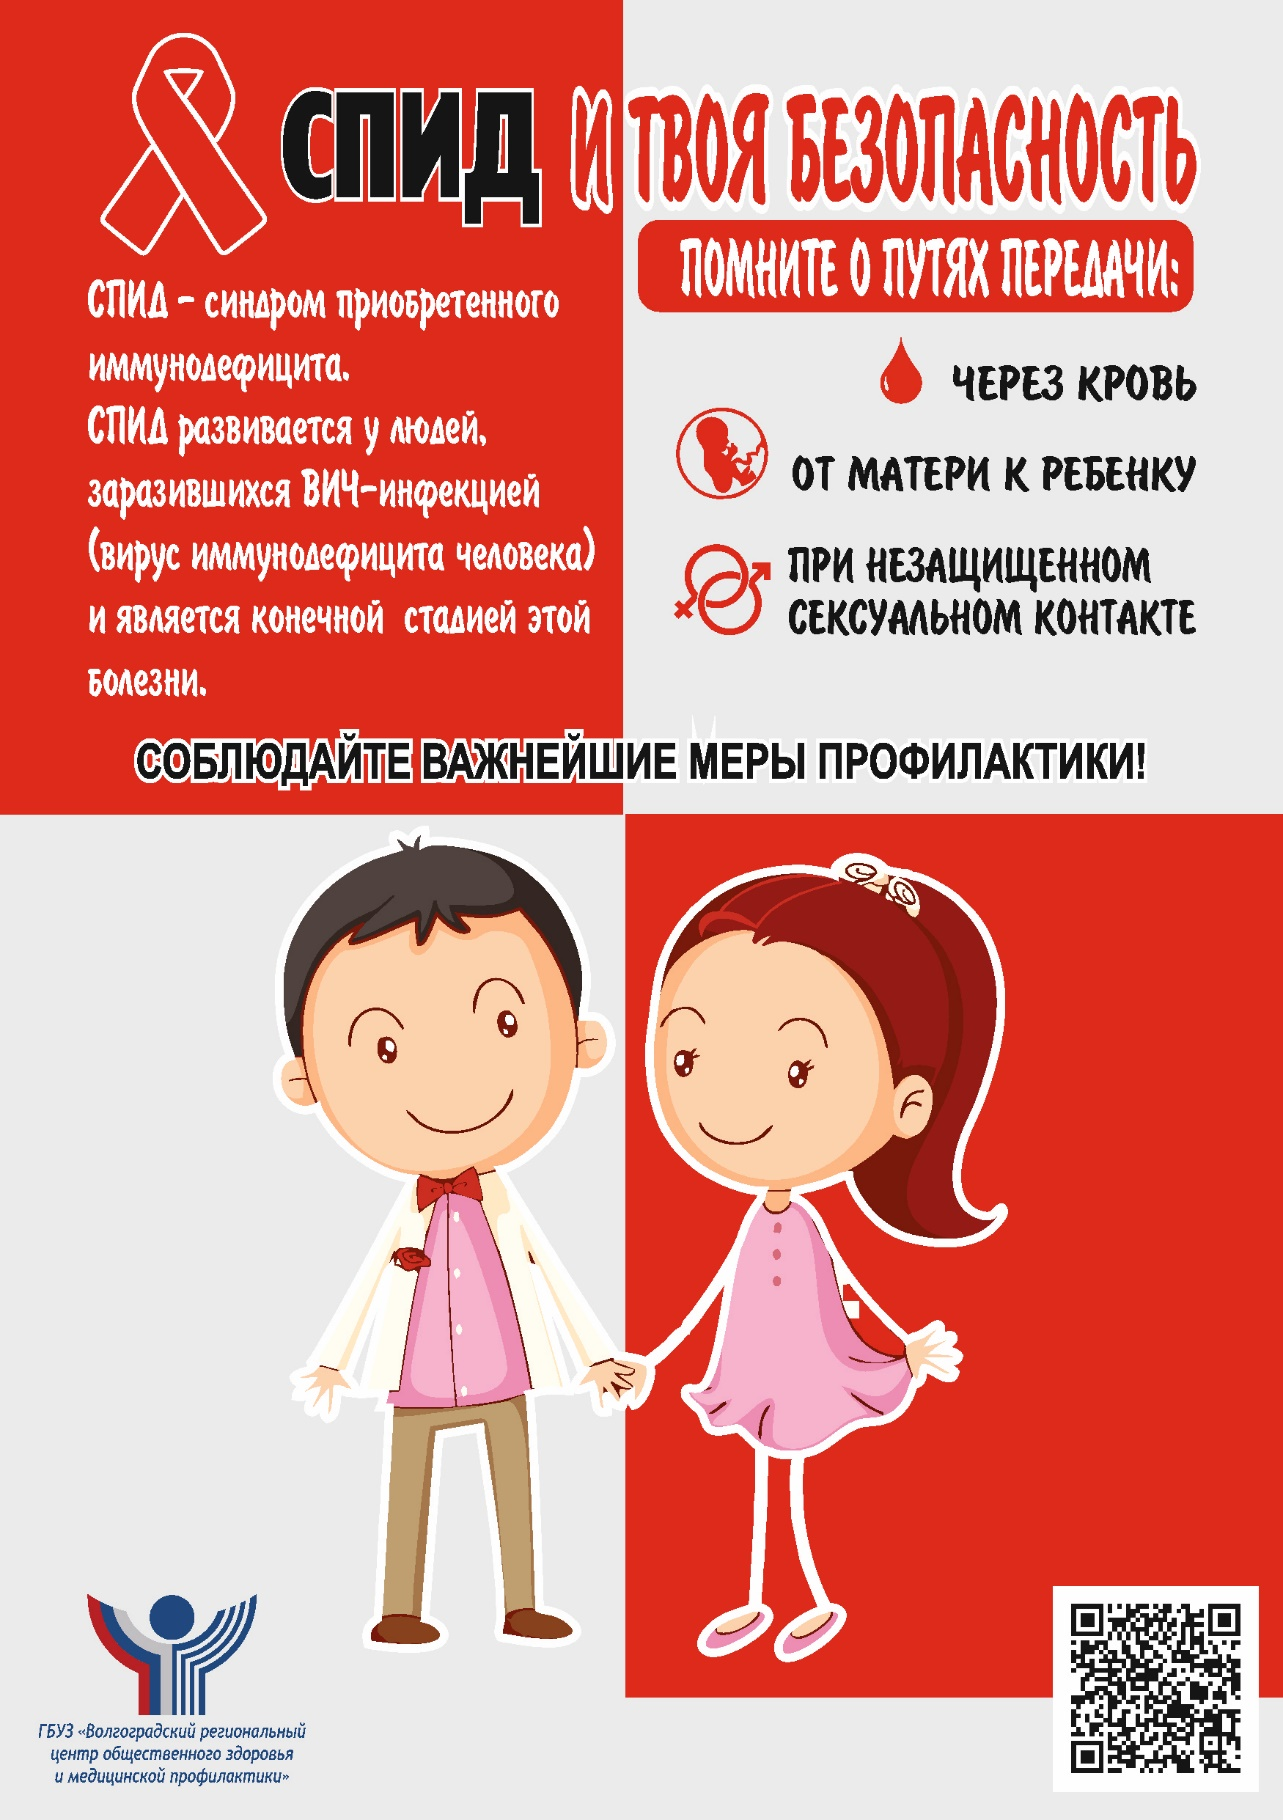 СПИД И ТВОЯ БЕЗОПАСНОСТЬ
СПИД - синдром приобретенного
иммунодефицита.
СПИД развивается у людей,
заразившихся ВИЧ-инфекцией
(вирус иммунодефицита человека)
и является конечной стадией этой
болезни.
ПОМНИТЕ О ПУТЯХ ПЕРЕДАЧИ:
ЧЕРЕЗ КРОВЬ
ОТ МАТЕРИ К РЕБЕНКУ
ПРИ НЕЗАЩИЩЕННОМ
СЕКСУАЛЬНОМ КОНТАКТЕ
СОБЛЮДАЙТЕ ВАЖНЕЙШИЕ МЕРЫ ПРОФИЛАКТИКИ!
ГБУЗ «Волгоградский региональный
центр общественного здоровья
и медицинской профилактики»